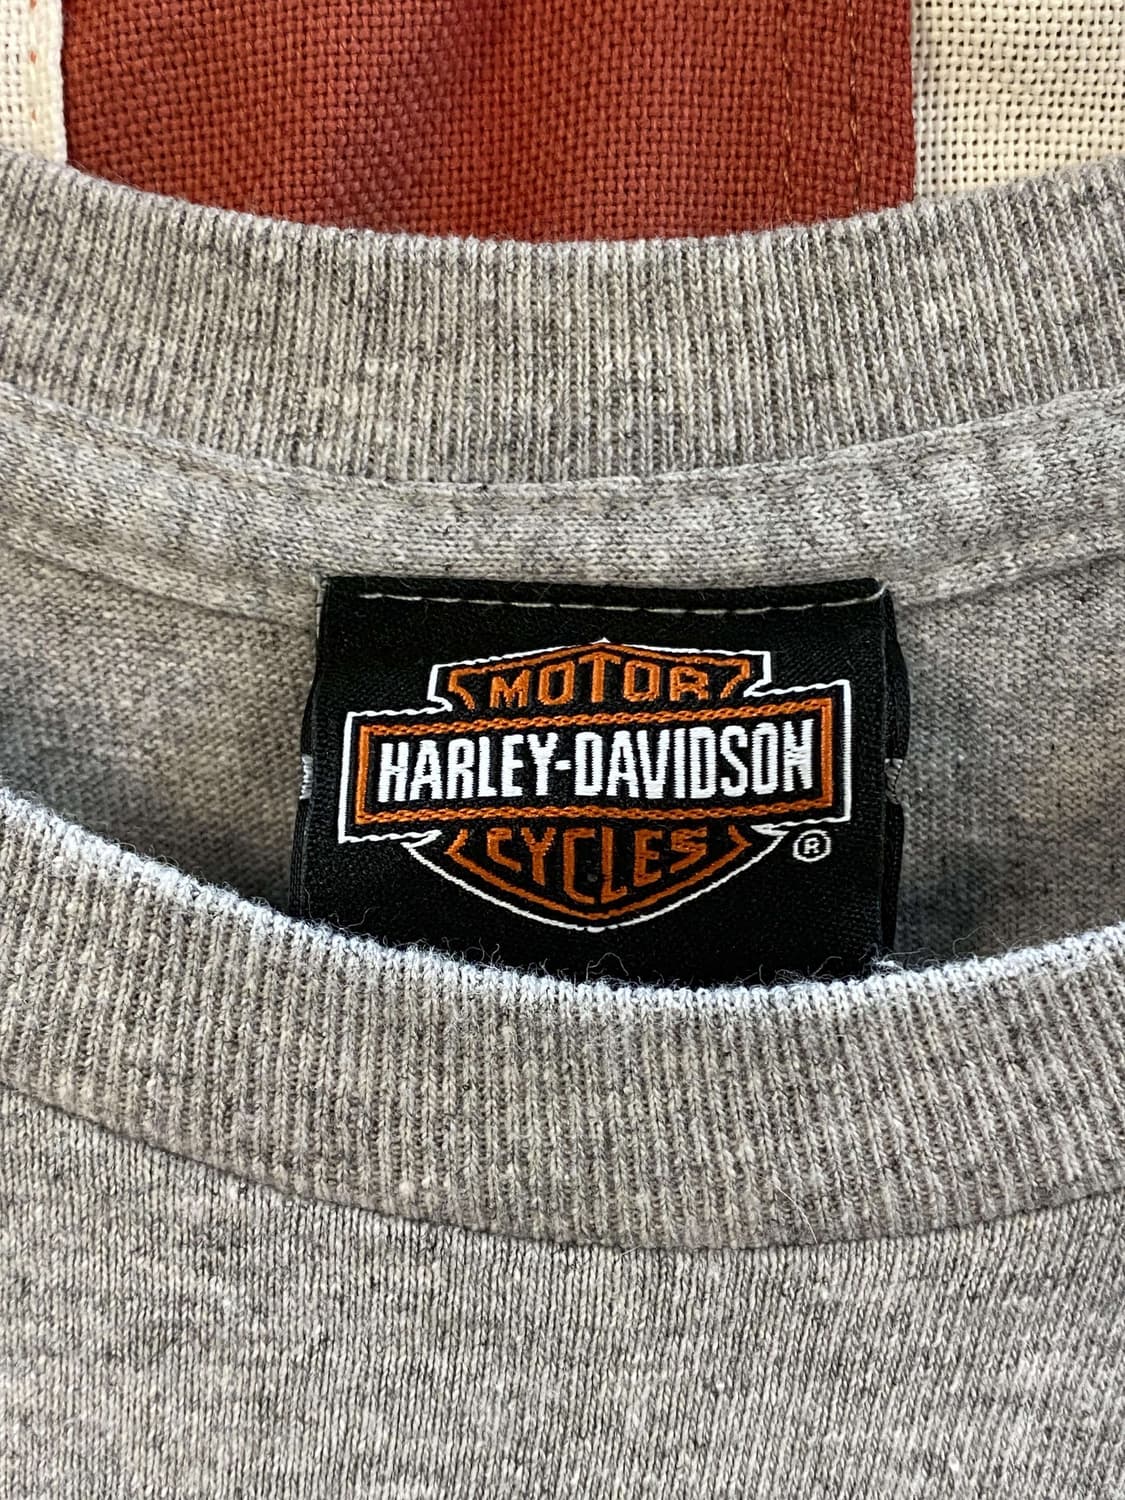 MOTOR
HARLEY-DAVIDSON
CYCLES
®